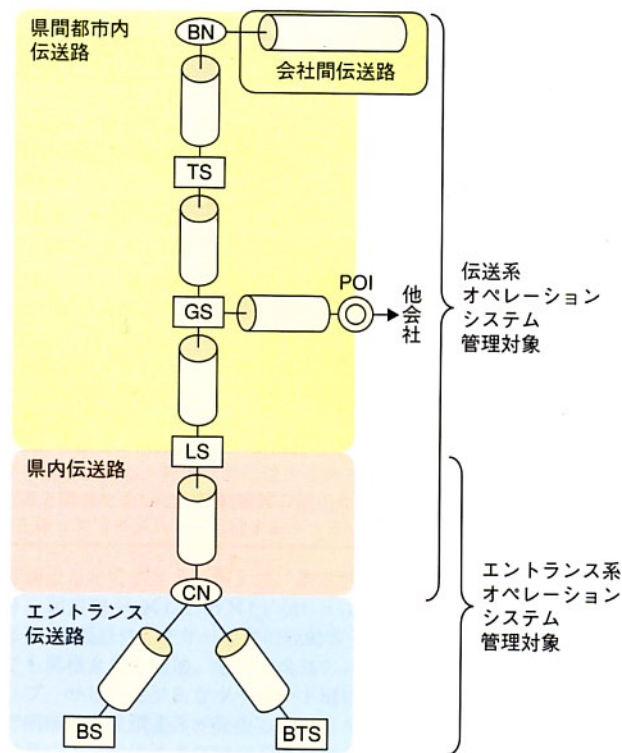 県間都市内
伝送路
BN
会社間伝送路
TS
GS
POI
他会社
LS
県内伝送路
CN
エントランス
伝送路
BS
BTS
伝送系
オペレーション
システム
管理対象
エントランス系
オペレーション
システム
管理対象